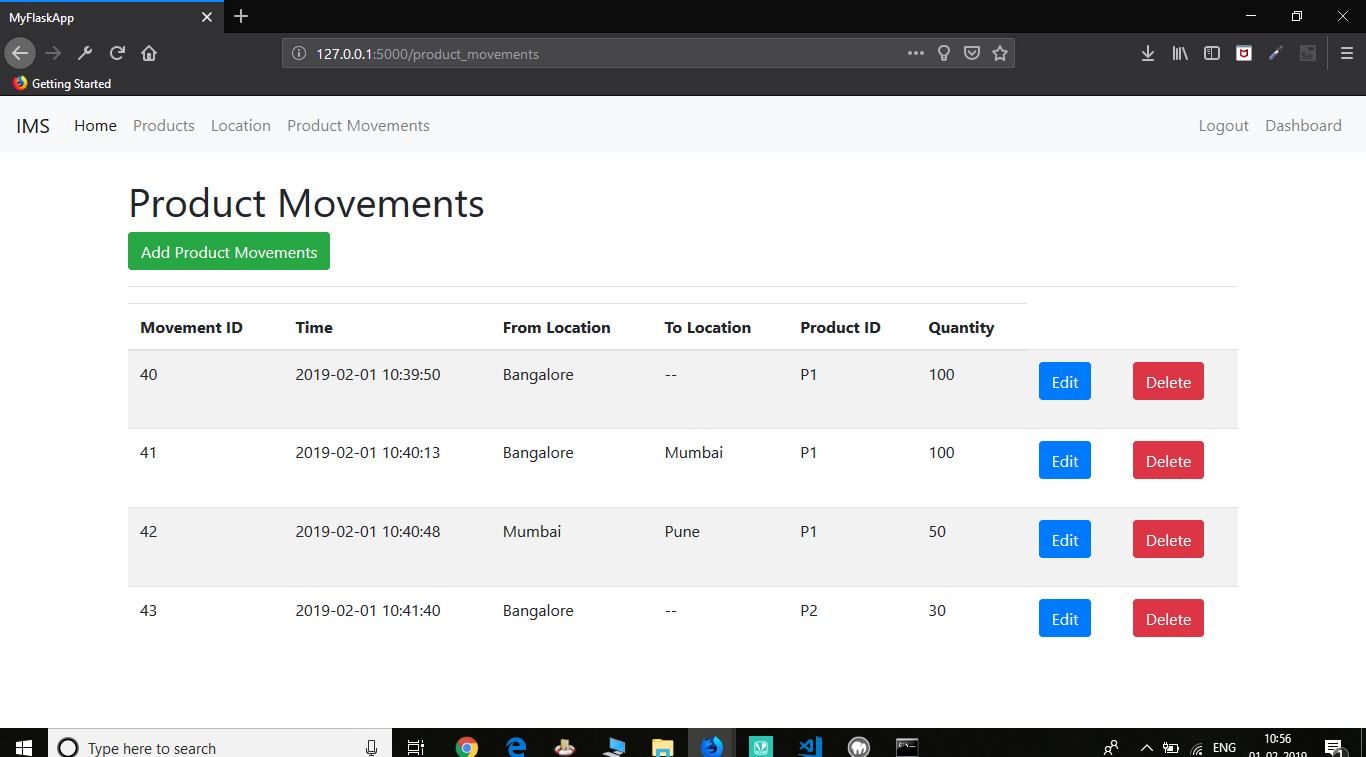 MyFlaskApp
127.0.0.1:5000/product_movements
Getting Started
IMS Home Products Location Product Movements Logout Dashboard
Product Movements
Add Product Movements
Movement ID Time From Location To Location Product ID Quantity
40 2019-02-01 10:39:50 Bangalore -- P1 100 Edit Delete
41 2019-02-01 10:40:13 Bangalore Mumbai P1 100 Edit Delete
42 2019-02-01 10:40:48 Mumbai Pune P1 50 Edit Delete
43 2019-02-01 10:41:40 Bangalore -- P2 30 Edit Delete
Type here to search
ENG
10:56
01-02-2019